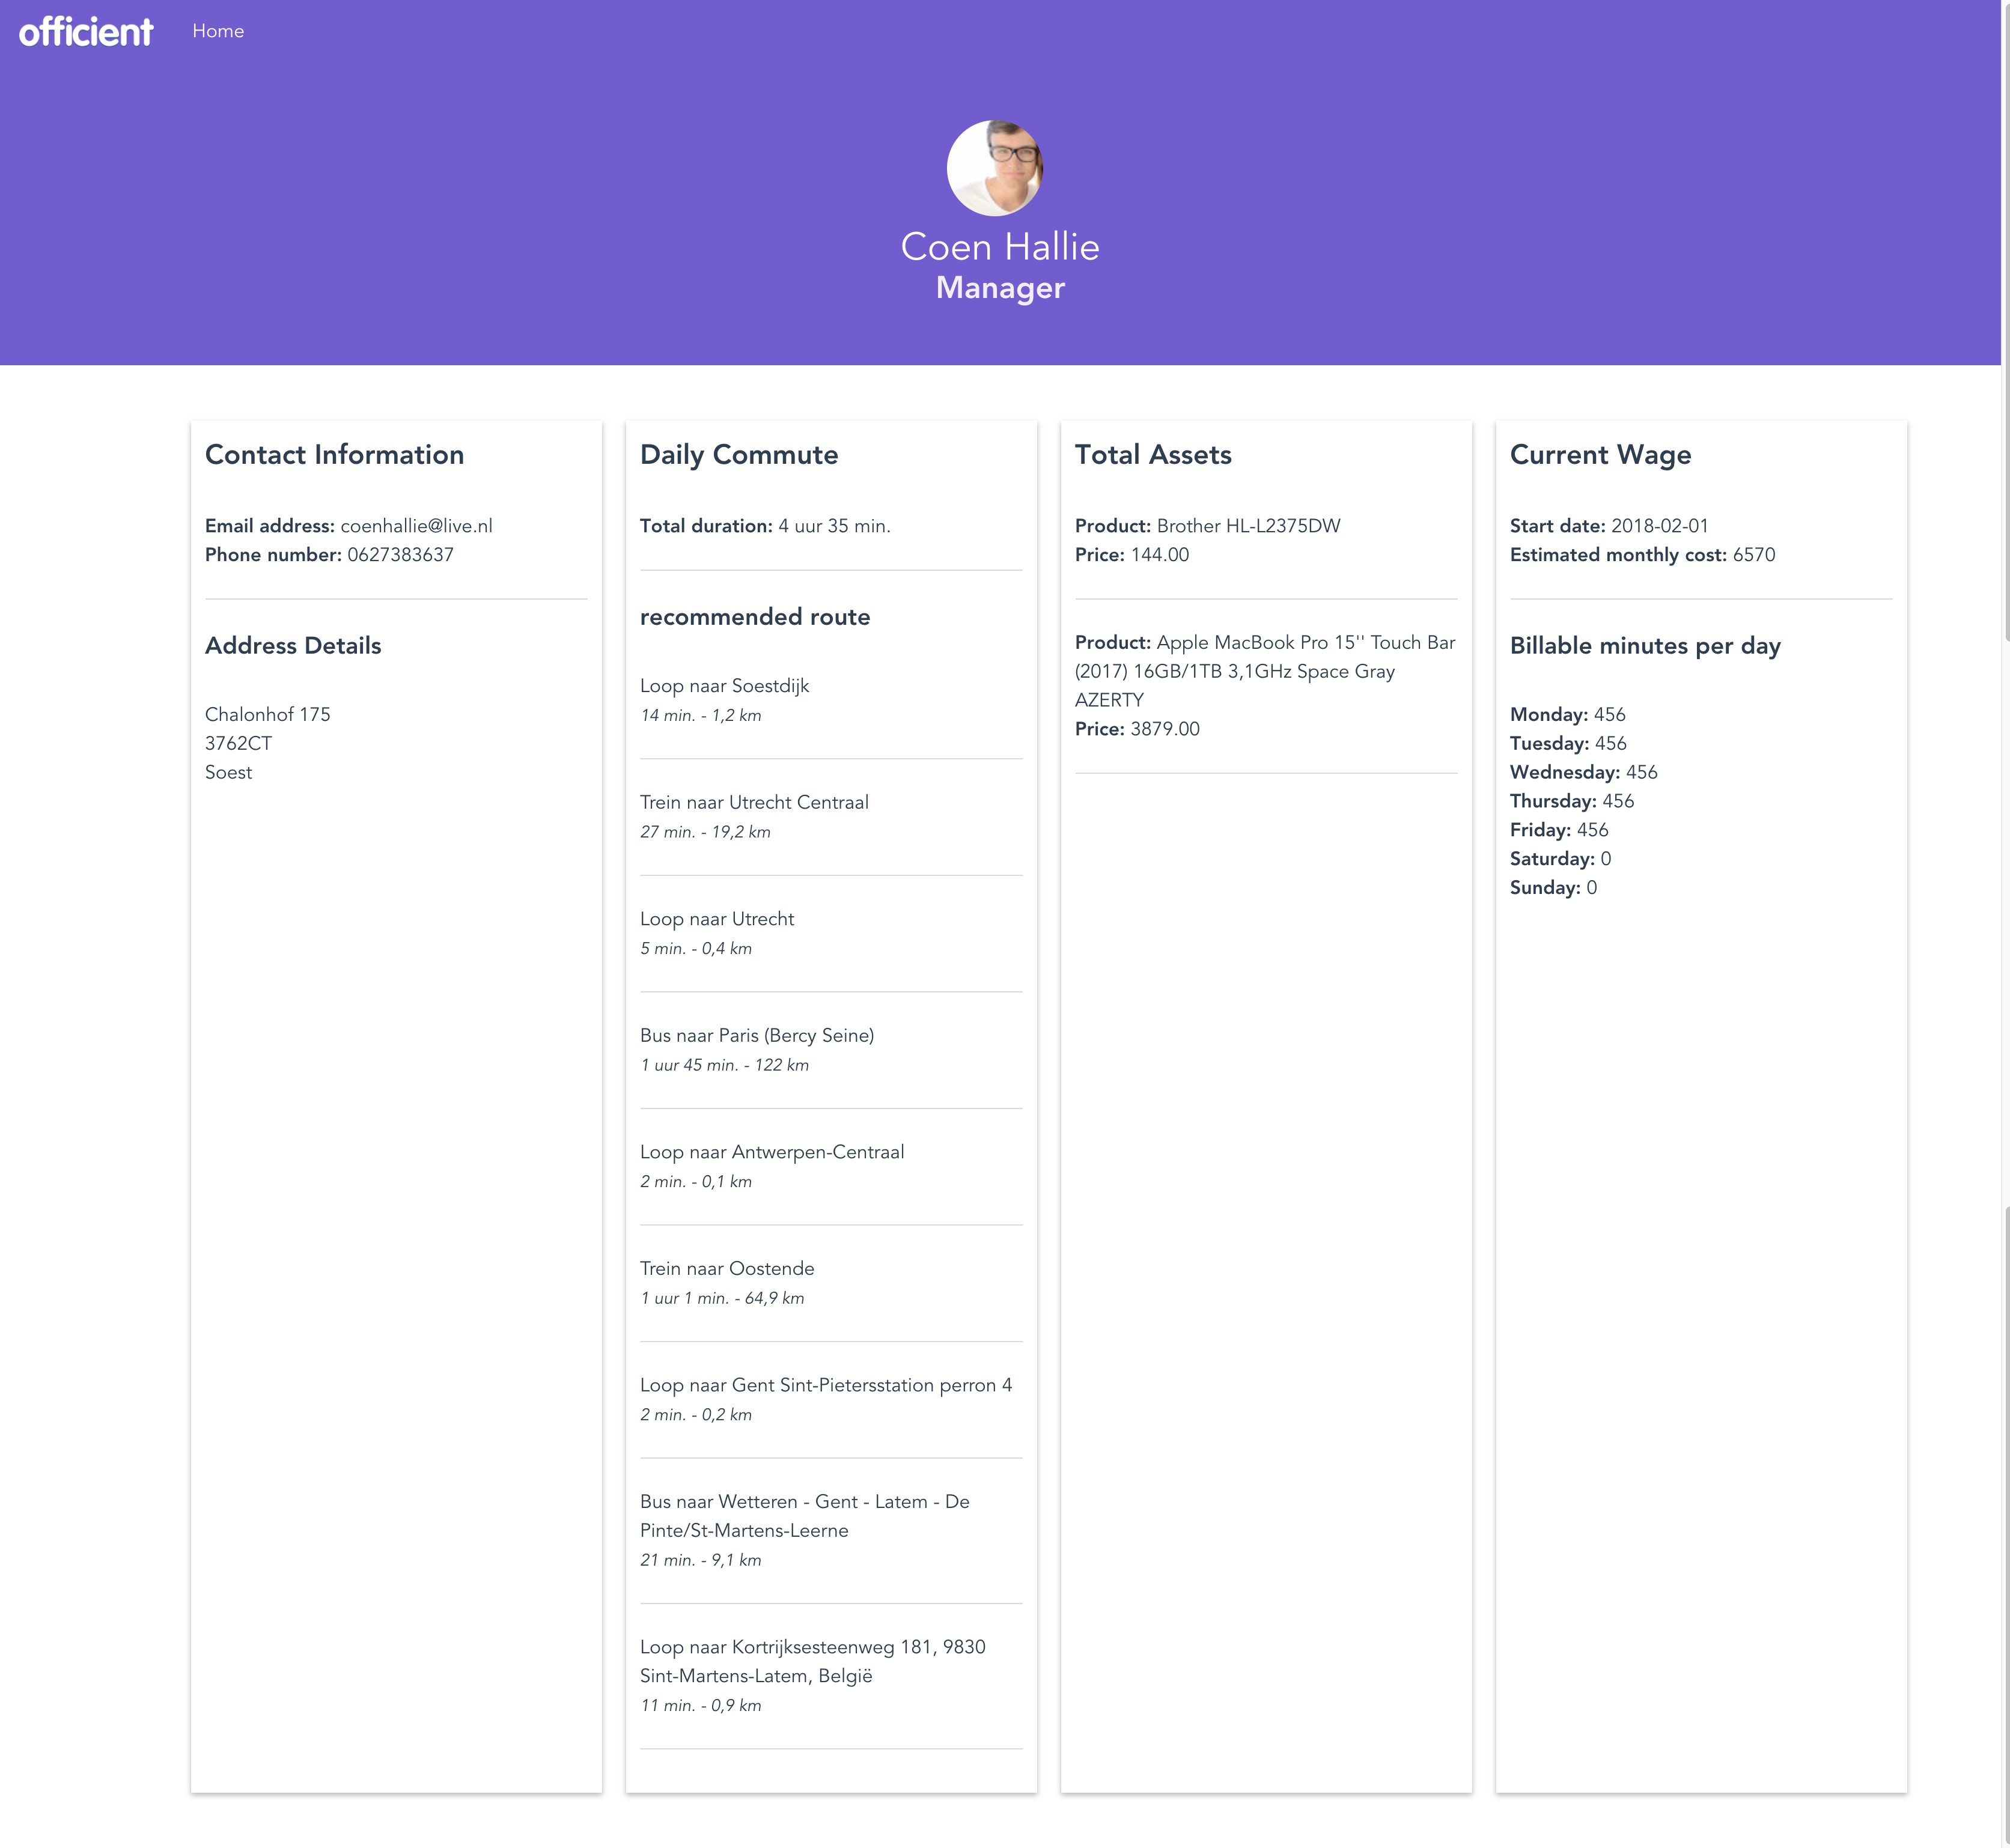 officient
Home
Coen Hallie
Manager
Contact Information
Email address: coenhallie@live.nl
Phone number: 0627383637
Address Details
Chalonhof 175
3762CT
Soest
Daily Commute
Total duration: 4 uur 35 min.
recommended route
Loop naar Soestdijk
14 min. - 1,2 km
Trein naar Utrecht Centraal
27 min. - 19,2 km
Loop naar Utrecht
5 min. - 0,4 km
Bus naar Paris (Bercy Seine)
1 uur 45 min. - 122 km
Loop naar Antwerpen-Centraal
2 min. - 0,1 km
Trein naar Oostende
1 uur 1 min. - 64,9 km
Loop naar Gent Sint-Pietersstation perron 4
2 min. - 0,2 km
Bus naar Wetteren - Gent - Latem - De
Pinte/St-Martens-Leerne
21 min. - 9,1 km
Loop naar Kortrijksesteenweg 181, 9830
Sint-Martens-Latem, België
11 min. - 0,9 km
Total Assets
Product: Brother HL-L2375DW
Price: 144.00
Product: Apple MacBook Pro 15'' Touch Bar
(2017) 16GB/1TB 3,1GHz Space Gray
AZERTY
Price: 3879.00
Current Wage
Start date: 2018-02-01
Estimated monthly cost: 6570
Billable minutes per day
Monday: 456
Tuesday: 456
Wednesday: 456
Thursday: 456
Friday: 456
Saturday: 0
Sunday: 0